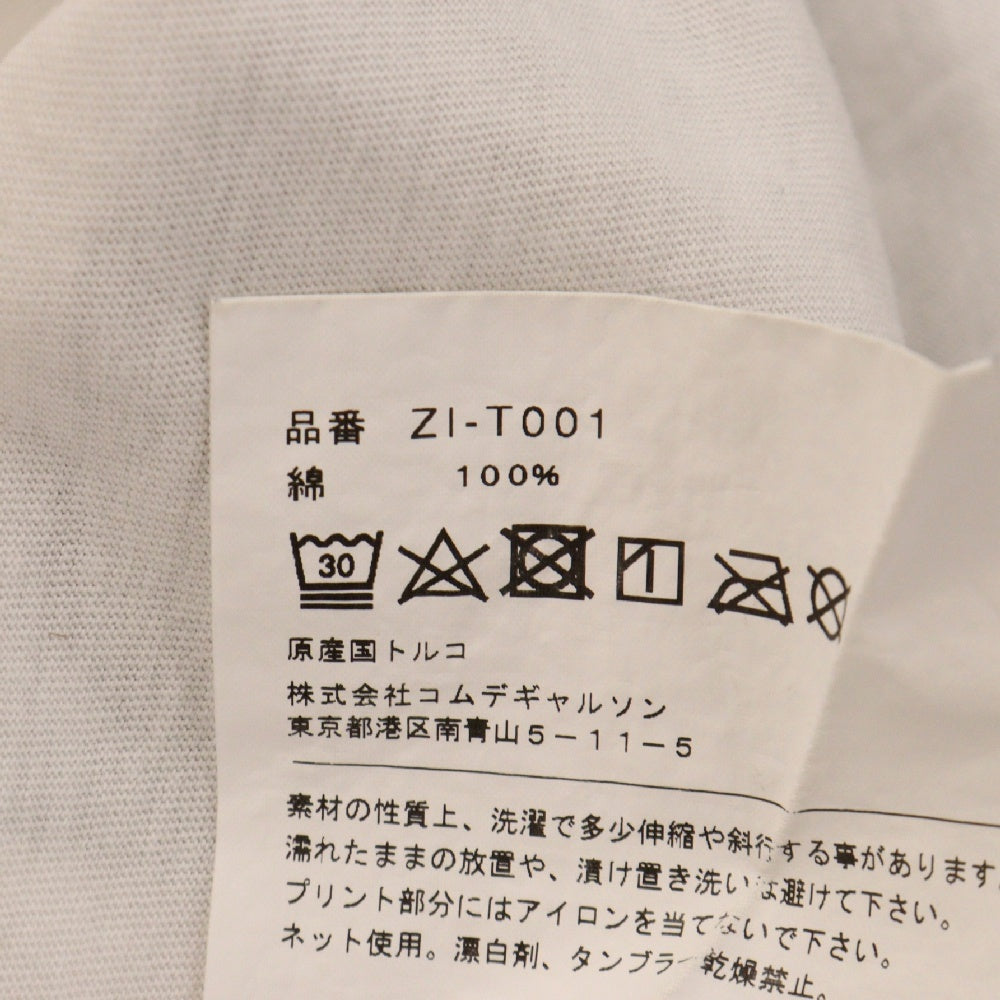 品番 ZI-T001
綿 100%
30
原産国トルコ
株式会社コムデギャルソン
東京都港区南青山5-11-5
素材の性質上、洗濯で多少伸縮や斜行する事があります。
濡れたままの放置や、漬け置き洗いは避けて下さい。
プリント部分にはアイロンを当てないで下さい。
ネット使用。漂白剤、タンブラー乾燥禁止。